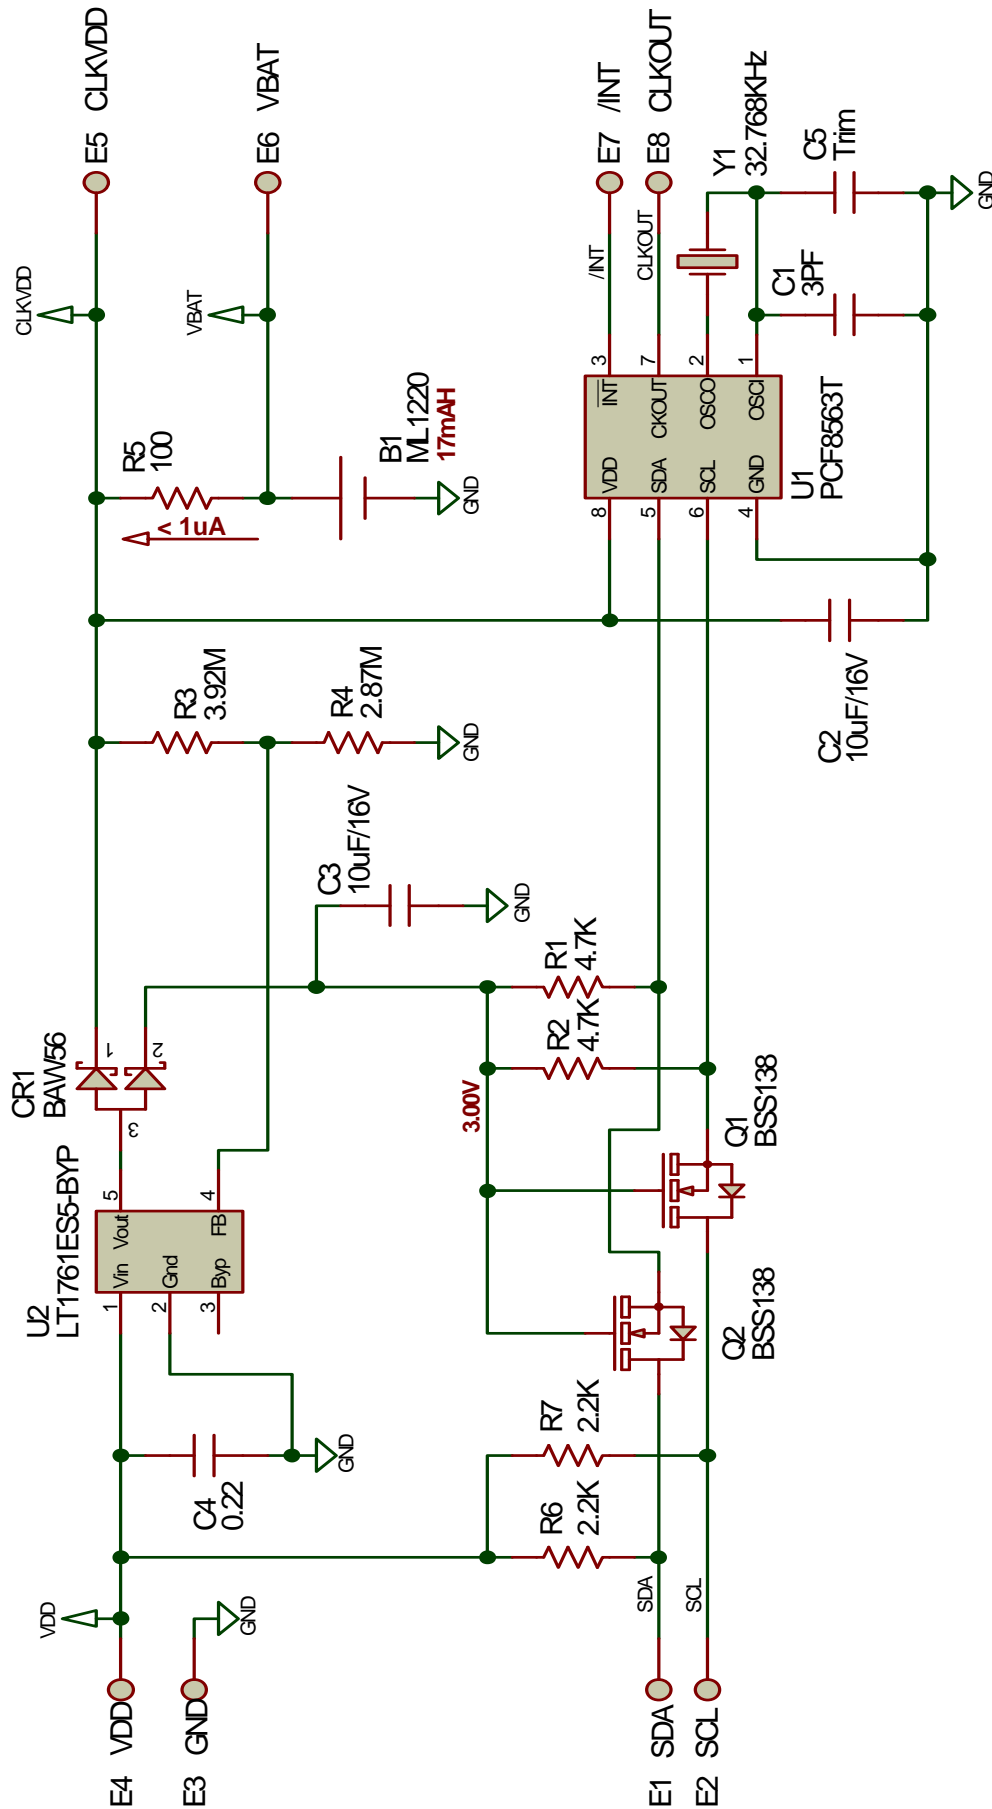 E4 VDD
E3 GND
VDD
GND
C4
0.22
GND
U2
LT1761ES5-BYP
1
Vin
Vout
5
2
Gnd
3
Byp
FB
4
CR1
BAW56
3
1
2
C3
10uF/16V
GND
R3
3.92M
R4
2.87M
GND
R5
100
< 1uA
B1
ML1220
17mAH
GND
CLKVDD
VBAT
E5 CLKVDD
E6 VBAT
E1 SDA
E2 SCL
SDA
SCL
R6
2.2K
R7
2.2K
Q2
BSS138
Q1
BSS138
3.00V
R2
4.7K
R1
4.7K
C2
10uF/16V
8
VDD
INT
3
5
SDA
CKOUT
7
6
SCL
OSCO
2
4
GND
OSCI
1
U1
PCF8563T
/INT
CLKOUT
E7 /INT
E8 CLKOUT
Y1
32.768KHz
C1
3PF
C5
Trim
GND